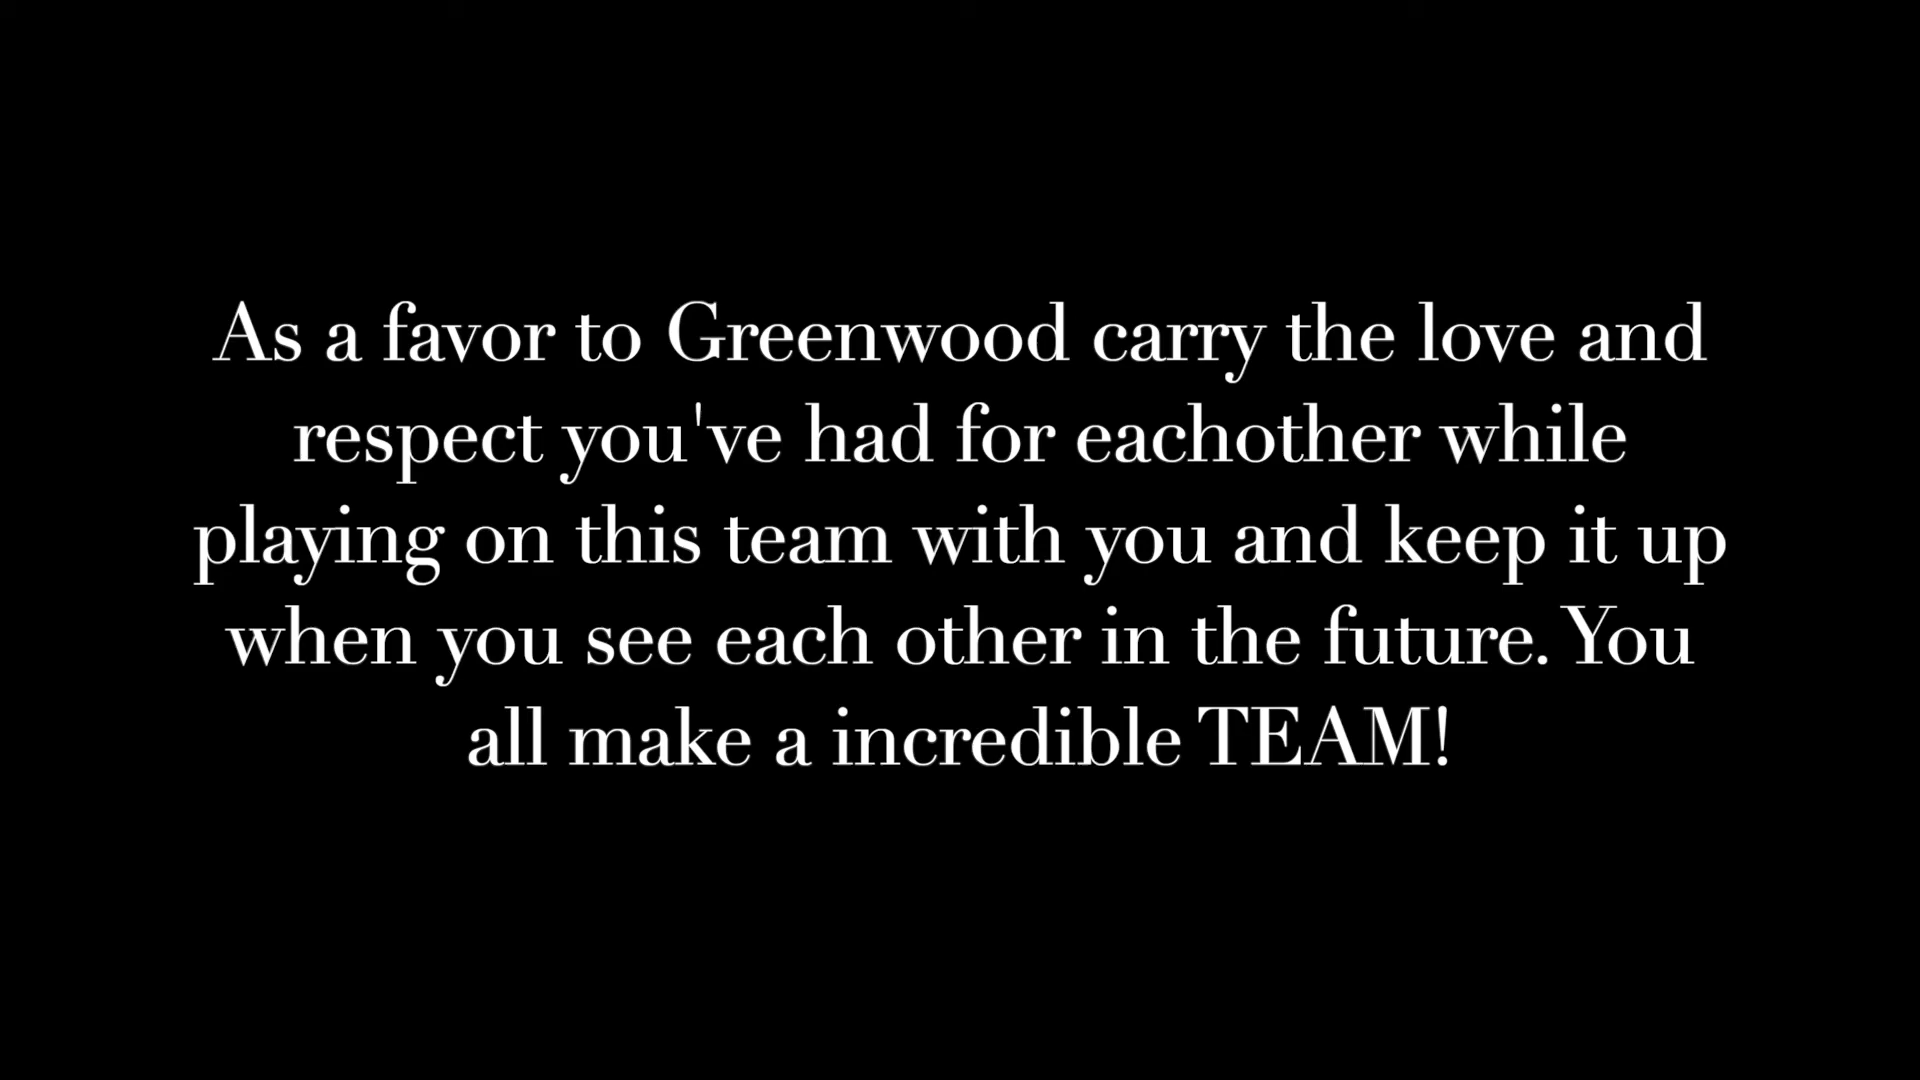 As a favor to Greenwood carry the love and
respect you've had for eachother while
playing on this team with you and keep it up
when you see each other in the future. You
all make a incredible TEAM!